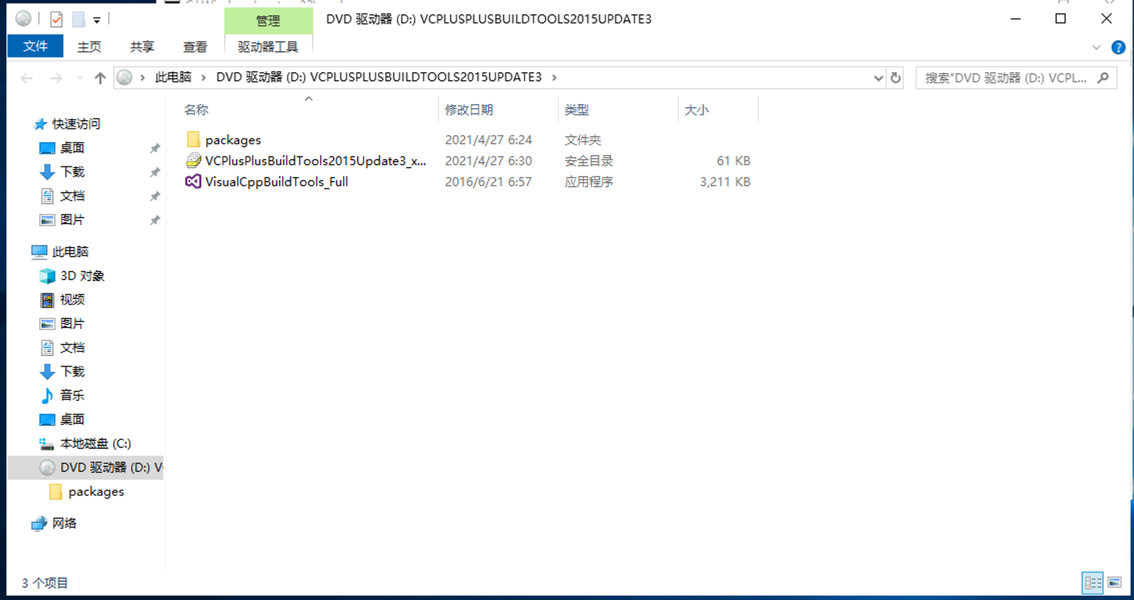 管理
DVD 驱动器 (D:) VCPLUSPLUSBUILDTOOLS2015UPDATE3
文件 主页 共享 查看 驱动器工具
此电脑 DVD 驱动器 (D:) VCPLUSPLUSBUILDTOOLS2015UPDATE3
搜索"DVD 驱动器 (D:) VCPL...
名称 修改日期 类型 大小
packages 2021/4/27 6:24 文件夹
VCPlusPlusBuildTools2015Update3_x... 2021/4/27 6:30 安全目录 61 KB
VisualCppBuildTools_Full 2016/6/21 6:57 应用程序 3,211 KB
快速访问
桌面
下载
文档
图片
此电脑
3D 对象
视频
图片
文档
下载
音乐
桌面
本地磁盘 (C:)
DVD 驱动器 (D:) V
packages
网络
3 个项目